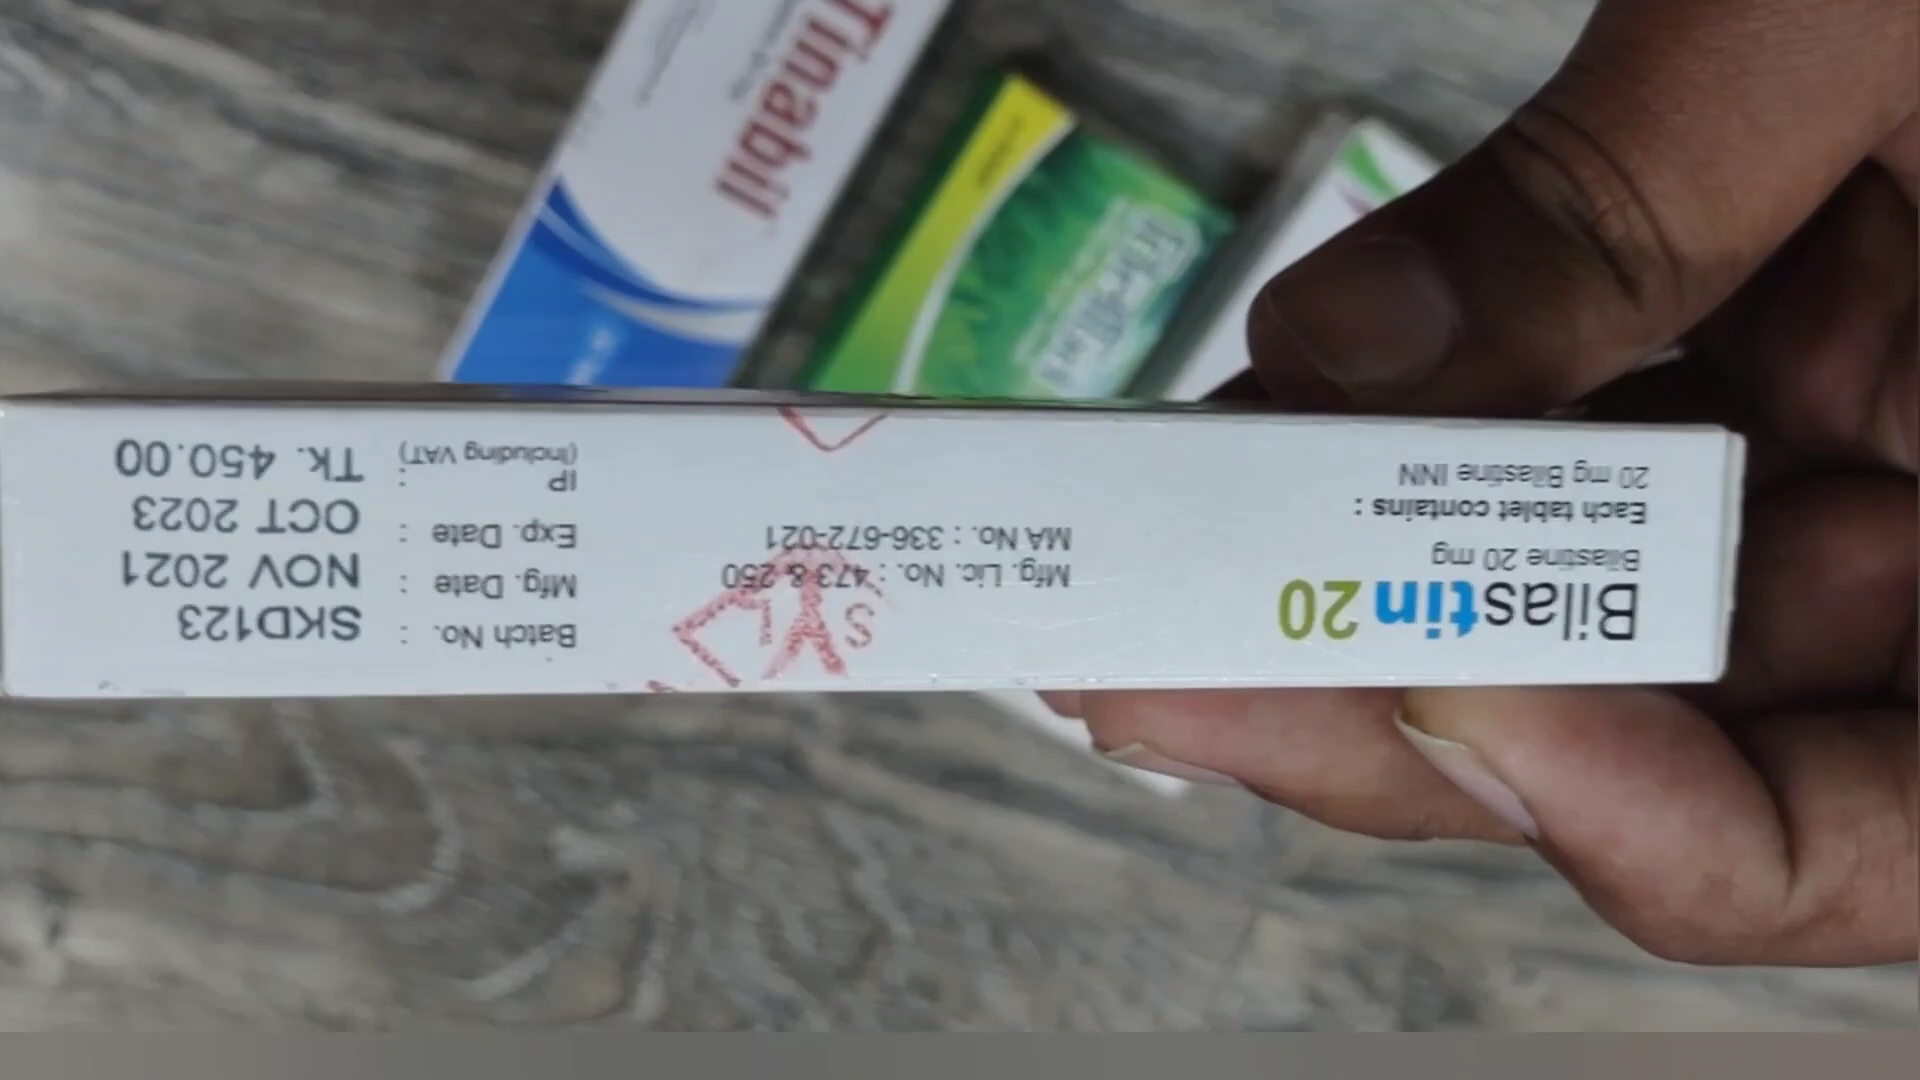 Bilastin 20
Bilastine 20 mg
Each tablet contains :
20 mg Bilastine INN
Mfg. Lic. No. : 473 & 250
MA No. : 336-672-021
Batch No. : SKD123
Mfg. Date : NOV 2021
Exp. Date : OCT 2023
IP : Tk. 450.00
(Including VAT)
Tinabil